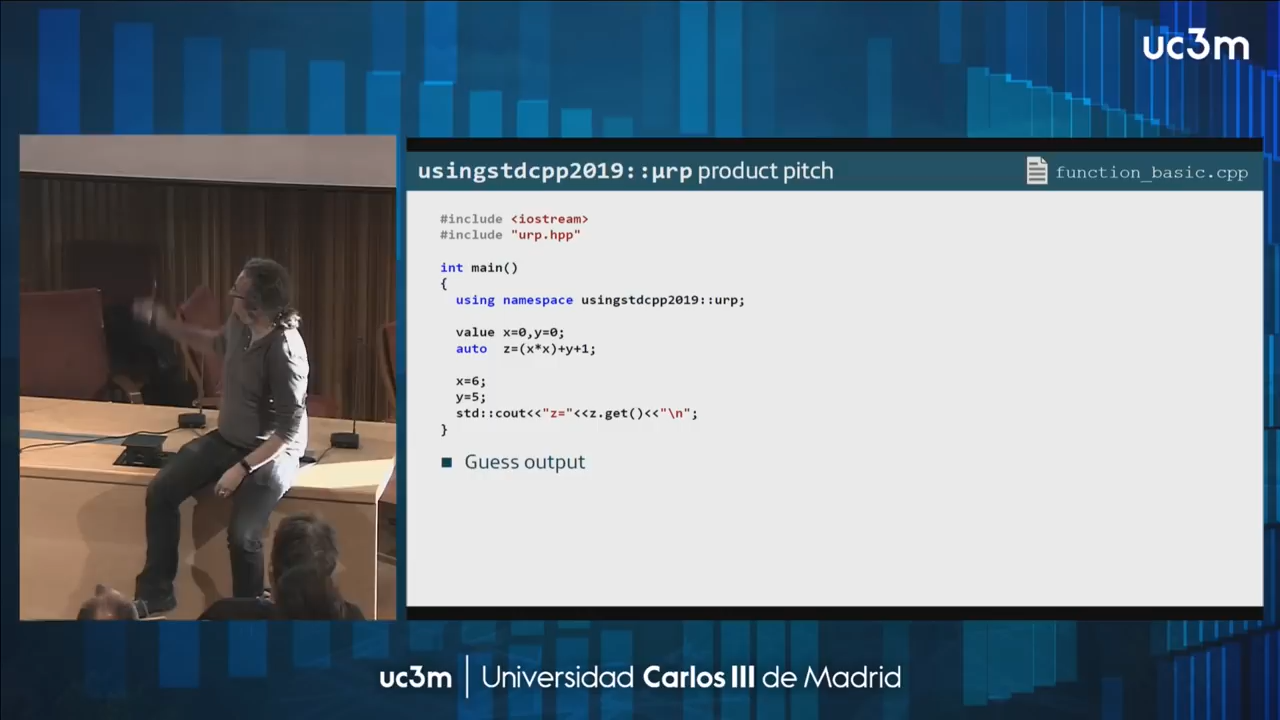 uc3m
usingstdcpp2019::µrp product pitch
function_basic.cpp
#include <iostream>
#include "urp.hpp"
int main()
{
using namespace usingstdcpp2019::urp;
value x=0,y=0;
auto z=(x*x)+y+1;
x=6;
y=5;
std::cout<<"z="<<z.get()<<"\n";
}
Guess output
uc3m | Universidad Carlos III de Madrid